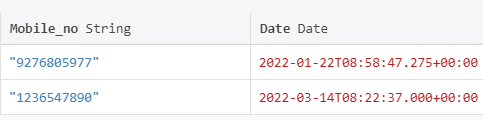 Mobile_no String Date Date
"9276805977" 2022-01-22T08:58:47.275+00:00
"1236547890" 2022-03-14T08:22:37.000+00:00